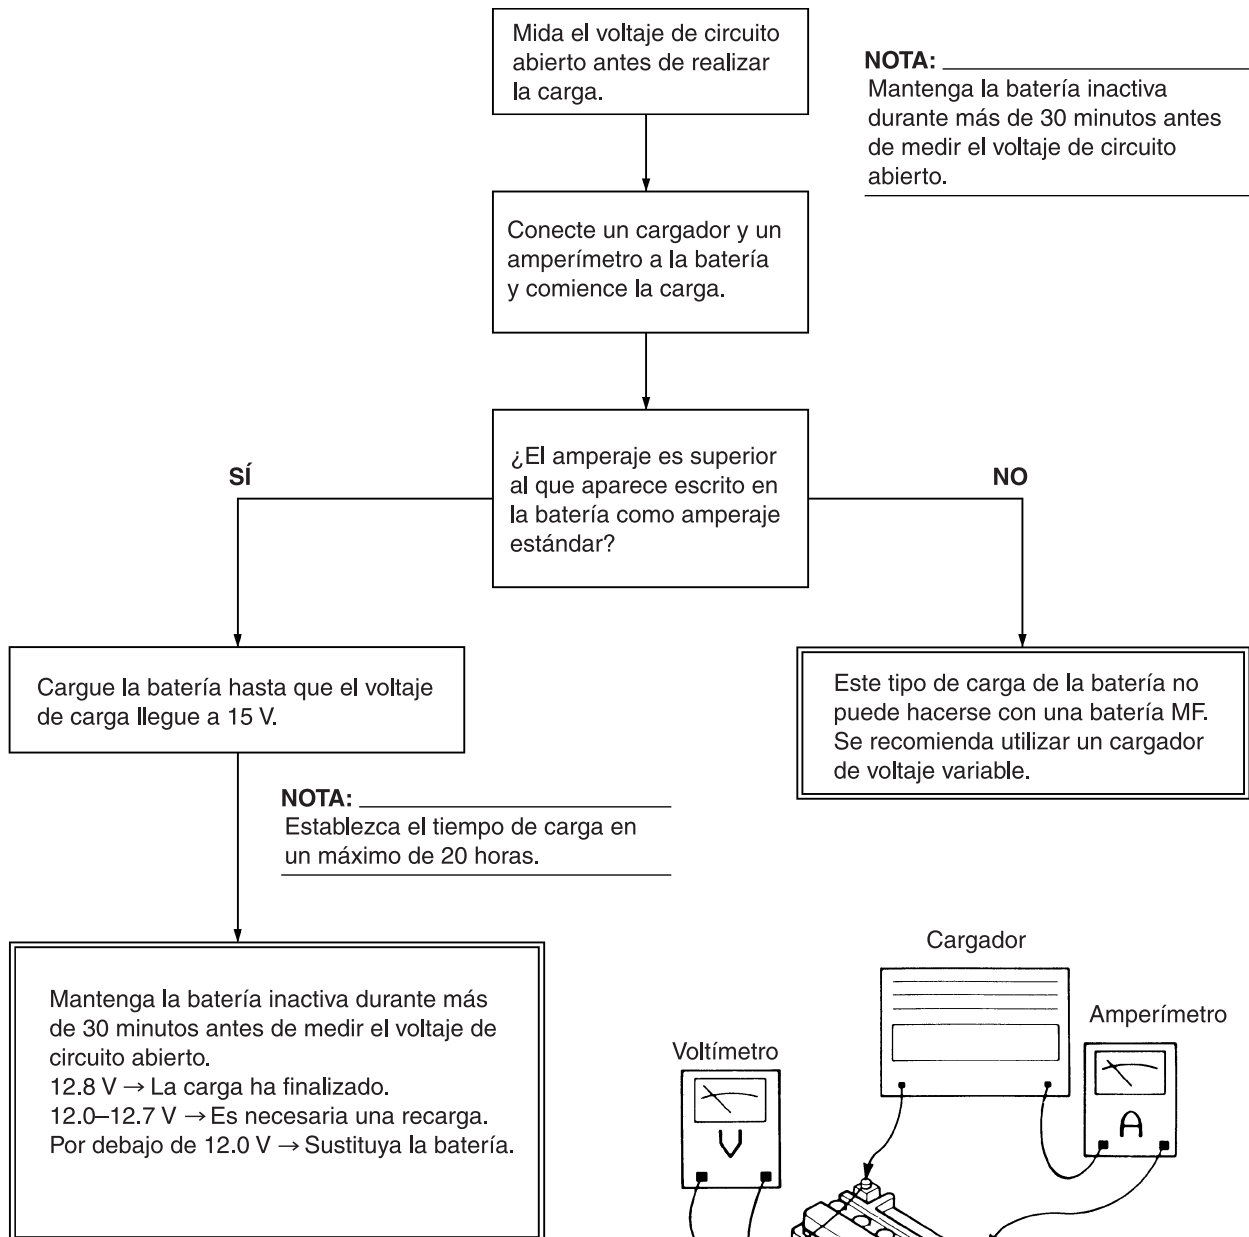 Mida el voltaje de circuito
abierto antes de realizar
la carga.
NOTA:
Mantenga la batería inactiva
durante más de 30 minutos antes
de medir el voltaje de circuito
abierto.
Conecte un cargador y un
amperímetro a la batería
y comience la carga.
¿El amperaje es superior
al que aparece escrito en
la batería como amperaje
estándar?
SÍ
NO
Cargue la batería hasta que el voltaje
de carga llegue a 15 V.
Este tipo de carga de la batería no
puede hacerse con una batería MF.
Se recomienda utilizar un cargador
de voltaje variable.
NOTA:
Establezca el tiempo de carga en
un máximo de 20 horas.
Mantenga la batería inactiva durante más
de 30 minutos antes de medir el voltaje de
circuito abierto.
12.8 V → La carga ha finalizado.
12.0–12.7 V → Es necesaria una recarga.
Por debajo de 12.0 V → Sustituya la batería.
Cargador
Amperímetro
Voltímetro
V
A